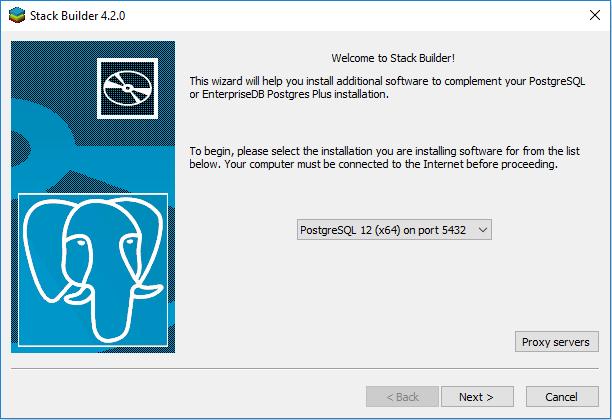 Stack Builder 4.2.0
Welcome to Stack Builder!
This wizard will help you install additional software to complement your PostgreSQL
or EnterpriseDB Postgres Plus installation.
To begin, please select the installation you are installing software for from the list
below. Your computer must be connected to the Internet before proceeding.
PostgreSQL 12 (x64) on port 5432
Proxy servers
< Back
Next >
Cancel